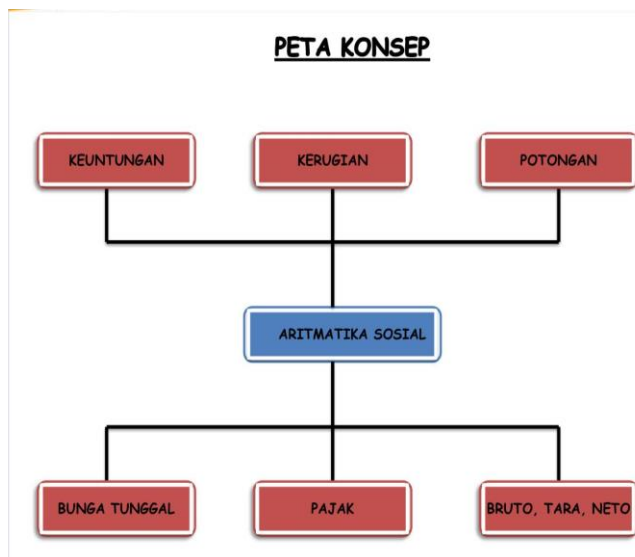 PETA KONSEP
KEUNTUNGAN
KERUGIAN
POTONGAN
ARITMATIKA SOSIAL
BUNGA TUNGGAL
PAJAK
BRUTO, TARA, NETO